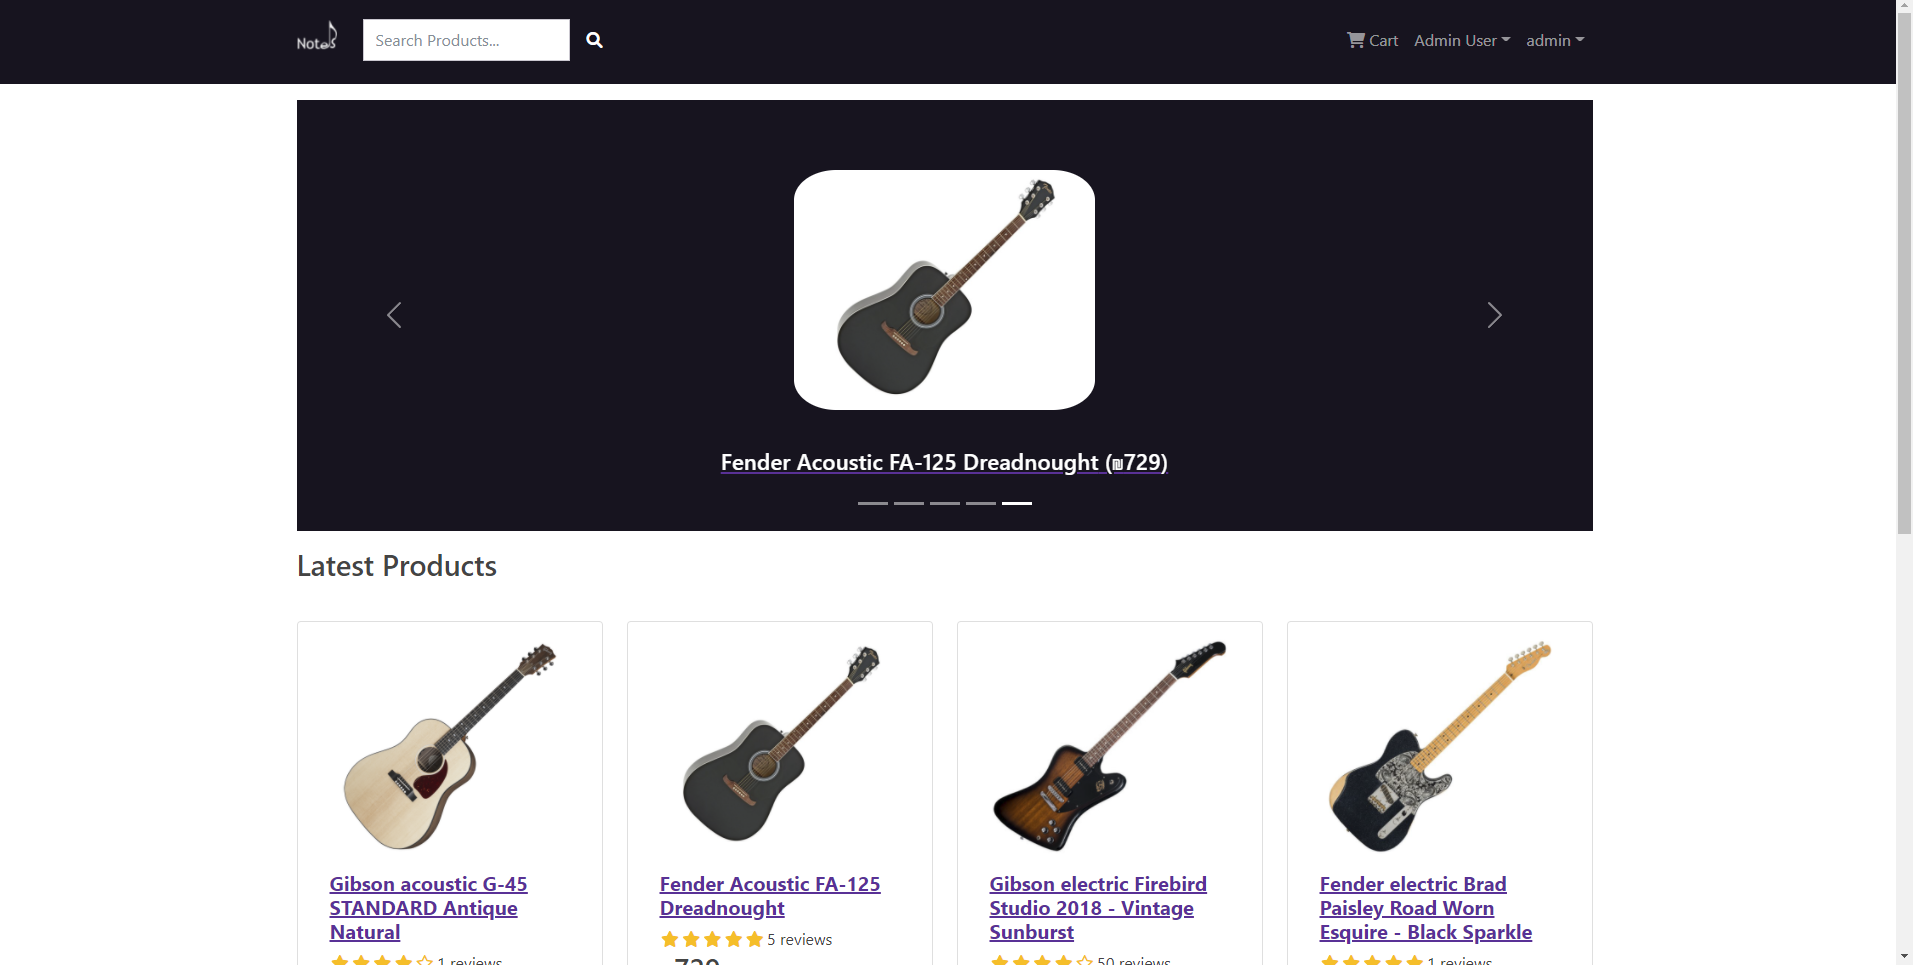 Notes
Search Products...
Cart
Admin User
admin
Fender Acoustic FA-125 Dreadnought (₪729)
Latest Products
Gibson acoustic G-45
STANDARD Antique
Natural
1 reviews
Fender Acoustic FA-125
Dreadnought
5 reviews
729
Gibson electric Firebird
Studio 2018 - Vintage
Sunburst
50 reviews
Fender electric Brad
Paisley Road Worn
Esquire - Black Sparkle
1 reviews